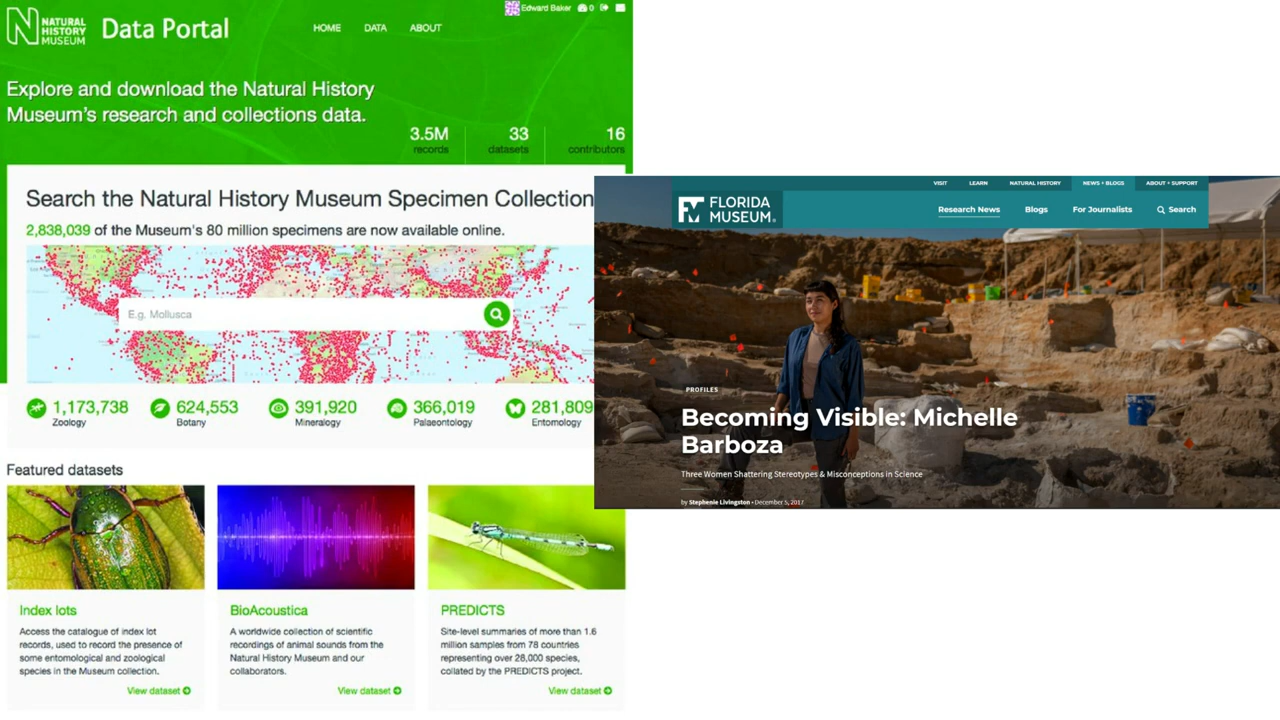 Edward Baker 0
NATURAL
HISTORY
MUSEUM
Data Portal
HOME DATA ABOUT
Explore and download the Natural History
Museum's research and collections data.
3.5M 33 16
records datasets contributors
Search the Natural History Museum Specimen Collection
2,838,039 of the Museum's 80 million specimens are now available online.
E.g. Mollusca
1,173,738 624,553 391,920 366,019 281,809
Zoology Botany Mineralogy Palaeontology Entomology
Featured datasets
Index lots
Access the catalogue of index lot
records, used to record the presence of
some entomological and zoological
species in the Museum collection.
View dataset
BioAcoustica
A worldwide collection of scientific
recordings of animal sounds from the
Natural History Museum and our
collaborators.
View dataset
PREDICTS
Site-level summaries of more than 1.6
million samples from 78 countries
representing over 28,000 species,
collated by the PREDICTS project.
View dataset
VISIT LEARN NATURAL HISTORY NEWS + BLOGS ABOUT + SUPPORT
FLORIDA
MUSEUM
Research News Blogs For Journalists Search
PROFILES
Becoming Visible: Michelle
Barboza
Three Women Shattering Stereotypes & Misconceptions in Science
by Stephenie Livingston • December 5, 2017